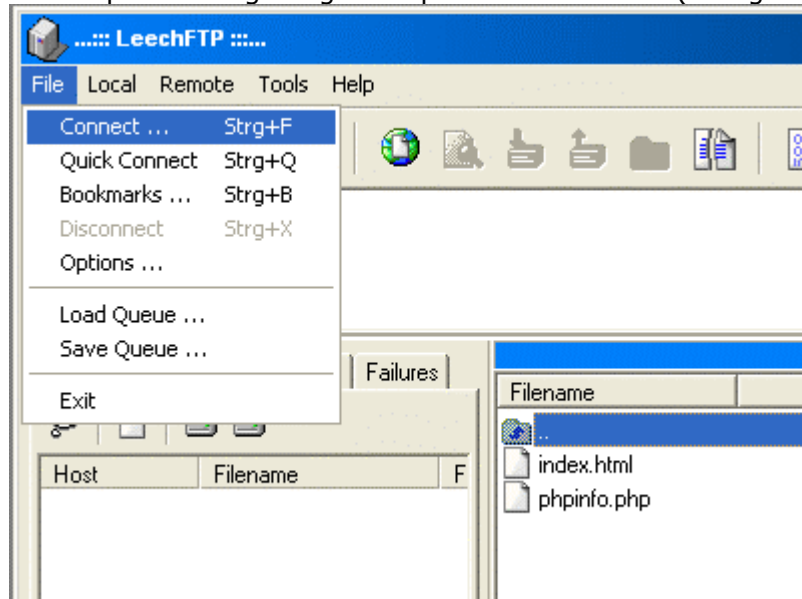 ...::: LeechFTP :::...
File Local Remote Tools Help
Connect ... Strg+F
Quick Connect Strg+Q
Bookmarks ... Strg+B
Disconnect Strg+X
Options ...
Load Queue ...
Save Queue ...
Exit
Failures
Host Filename F
Filename
..
index.html
phpinfo.php